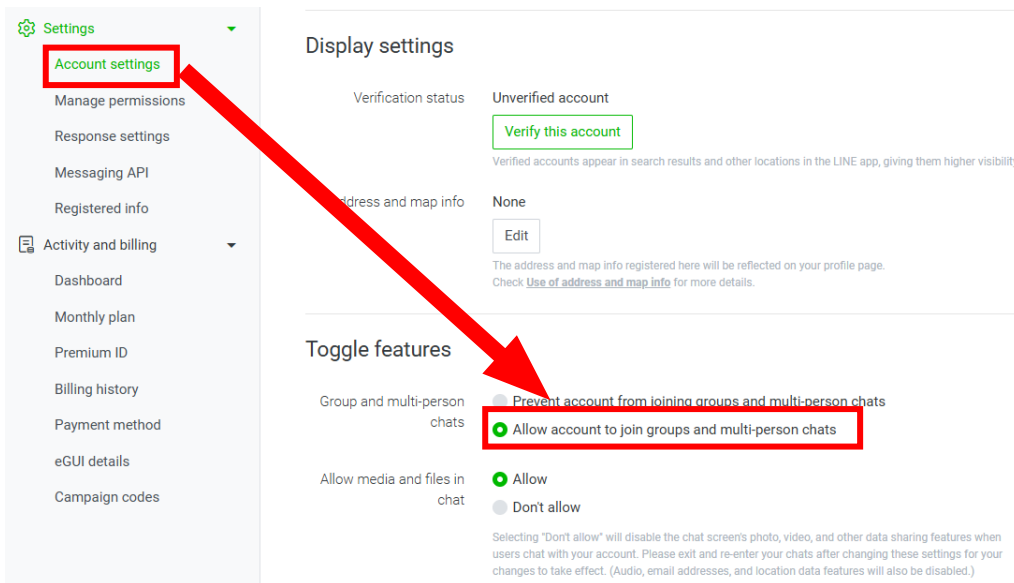 Settings
Account settings
Manage permissions
Response settings
Messaging API
Registered info
Activity and billing
Dashboard
Monthly plan
Premium ID
Billing history
Payment method
eGUI details
Campaign codes
Display settings
Verification status
Unverified account
Verify this account
Verified accounts appear in search results and other locations in the LINE app, giving them higher visibility
address and map info
None
Edit
The address and map info registered here will be reflected on your profile page.
Check Use of address and map info for more details.
Toggle features
Group and multi-person
chats
Prevent account from joining groups and multi-person chats
Allow account to join groups and multi-person chats
Allow media and files in
chat
Allow
Don't allow
Selecting "Don't allow" will disable the chat screen's photo, video, and other data sharing features when
users chat with your account. Please exit and re-enter your chats after changing these settings for your
changes to take effect. (Audio, email addresses, and location data features will also be disabled.)